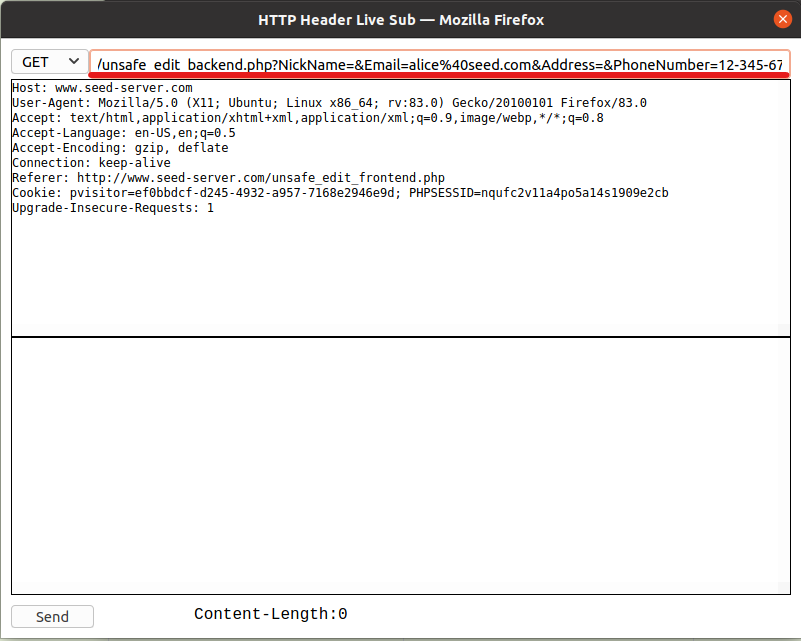 HTTP Header Live Sub — Mozilla Firefox
GET /unsafe_edit_backend.php?NickName=&Email=alice%40seed.com&Address=&PhoneNumber=12-345-67
Host: www.seed-server.com
User-Agent: Mozilla/5.0 (X11; Ubuntu; Linux x86_64; rv:83.0) Gecko/20100101 Firefox/83.0
Accept: text/html,application/xhtml+xml,application/xml;q=0.9,image/webp,*/*;q=0.8
Accept-Language: en-US,en;q=0.5
Accept-Encoding: gzip, deflate
Connection: keep-alive
Referer: http://www.seed-server.com/unsafe_edit_frontend.php
Cookie: pvisitor=ef0bbdcf-d245-4932-a957-7168e2946e9d; PHPSESSID=nqufc2v11a4po5a14s1909e2cb
Upgrade-Insecure-Requests: 1
Send Content-Length:0